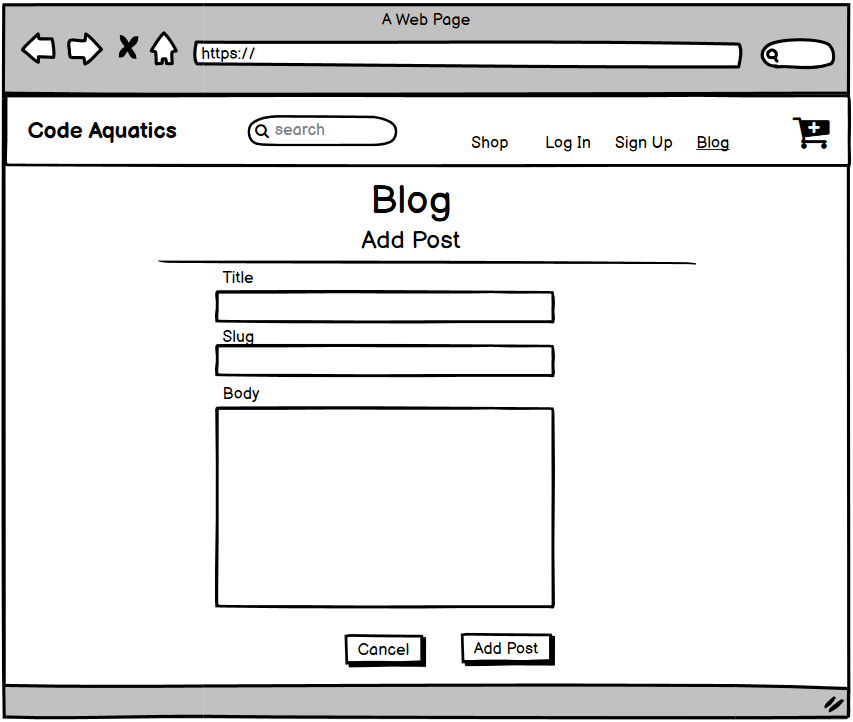 A Web Page
https://
Code Aquatics
search
Shop Log In Sign Up Blog
Blog
Add Post
Title
Slug
Body
Cancel Add Post